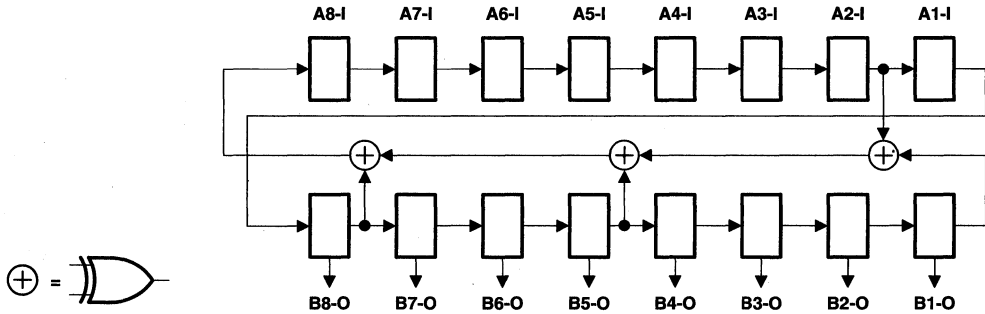 A8-I A7-I A6-I A5-I A4-I A3-I A2-I A1-I
=
B8-O B7-O B6-O B5-O B4-O B3-O B2-O B1-O